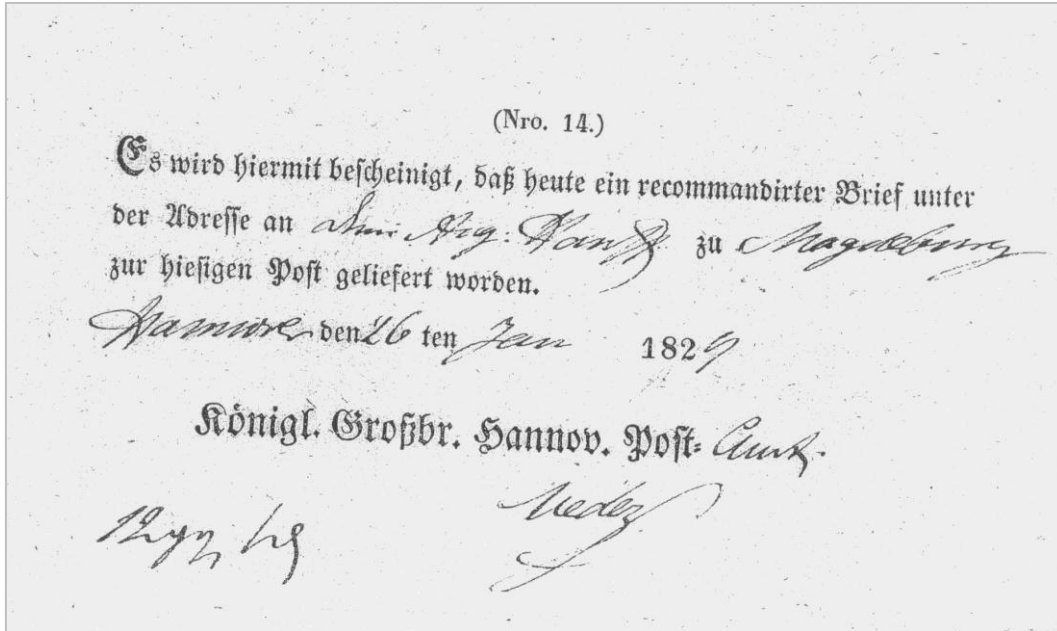 (Nro. 14.)
Es wird hiermit bescheinigt, daß heute ein recommandirter Brief unter
der Adresse an zu Magdeburg
zur hiesigen Post geliefert worden.
Hannover den 26 ten Jan 1829
Königl. Großbr. Hannov. Post-Amt.